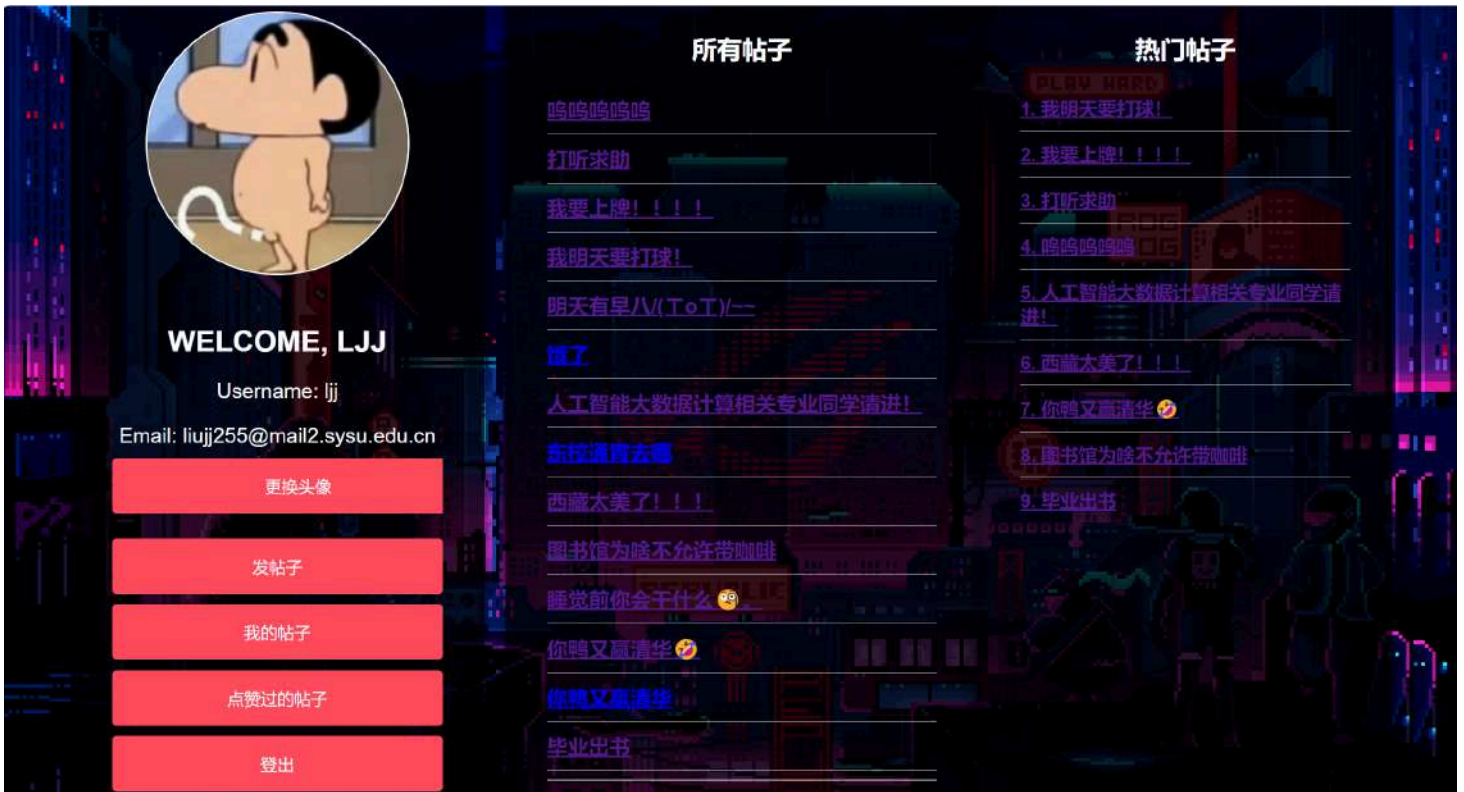 WELCOME, LJJ
Username: ljj
Email: liujj255@mail2.sysu.edu.cn
更换头像
发帖子
我的帖子
点赞过的帖子
登出
所有帖子
呜呜呜呜呜
打听求助
我要上牌！！！！
我明天要打球！
明天有早八/(ToT)/~~
饿了
人工智能大数据计算相关专业同学请进！
东校通宵去哪
西藏太美了！！！
图书馆为啥不允许带咖啡
睡觉前你会干什么🧐。
你鸭又赢清华🤣
你鸭又赢清华
毕业出书
热门帖子
PLAY HARD
1. 我明天要打球！
2. 我要上牌！！！！
3. 打听求助
4. 呜呜呜呜呜
5. 人工智能大数据计算相关专业同学请
进！
6. 西藏太美了！！！
7. 你鸭又赢清华🤣
8. 图书馆为啥不允许带咖啡
9. 毕业出书